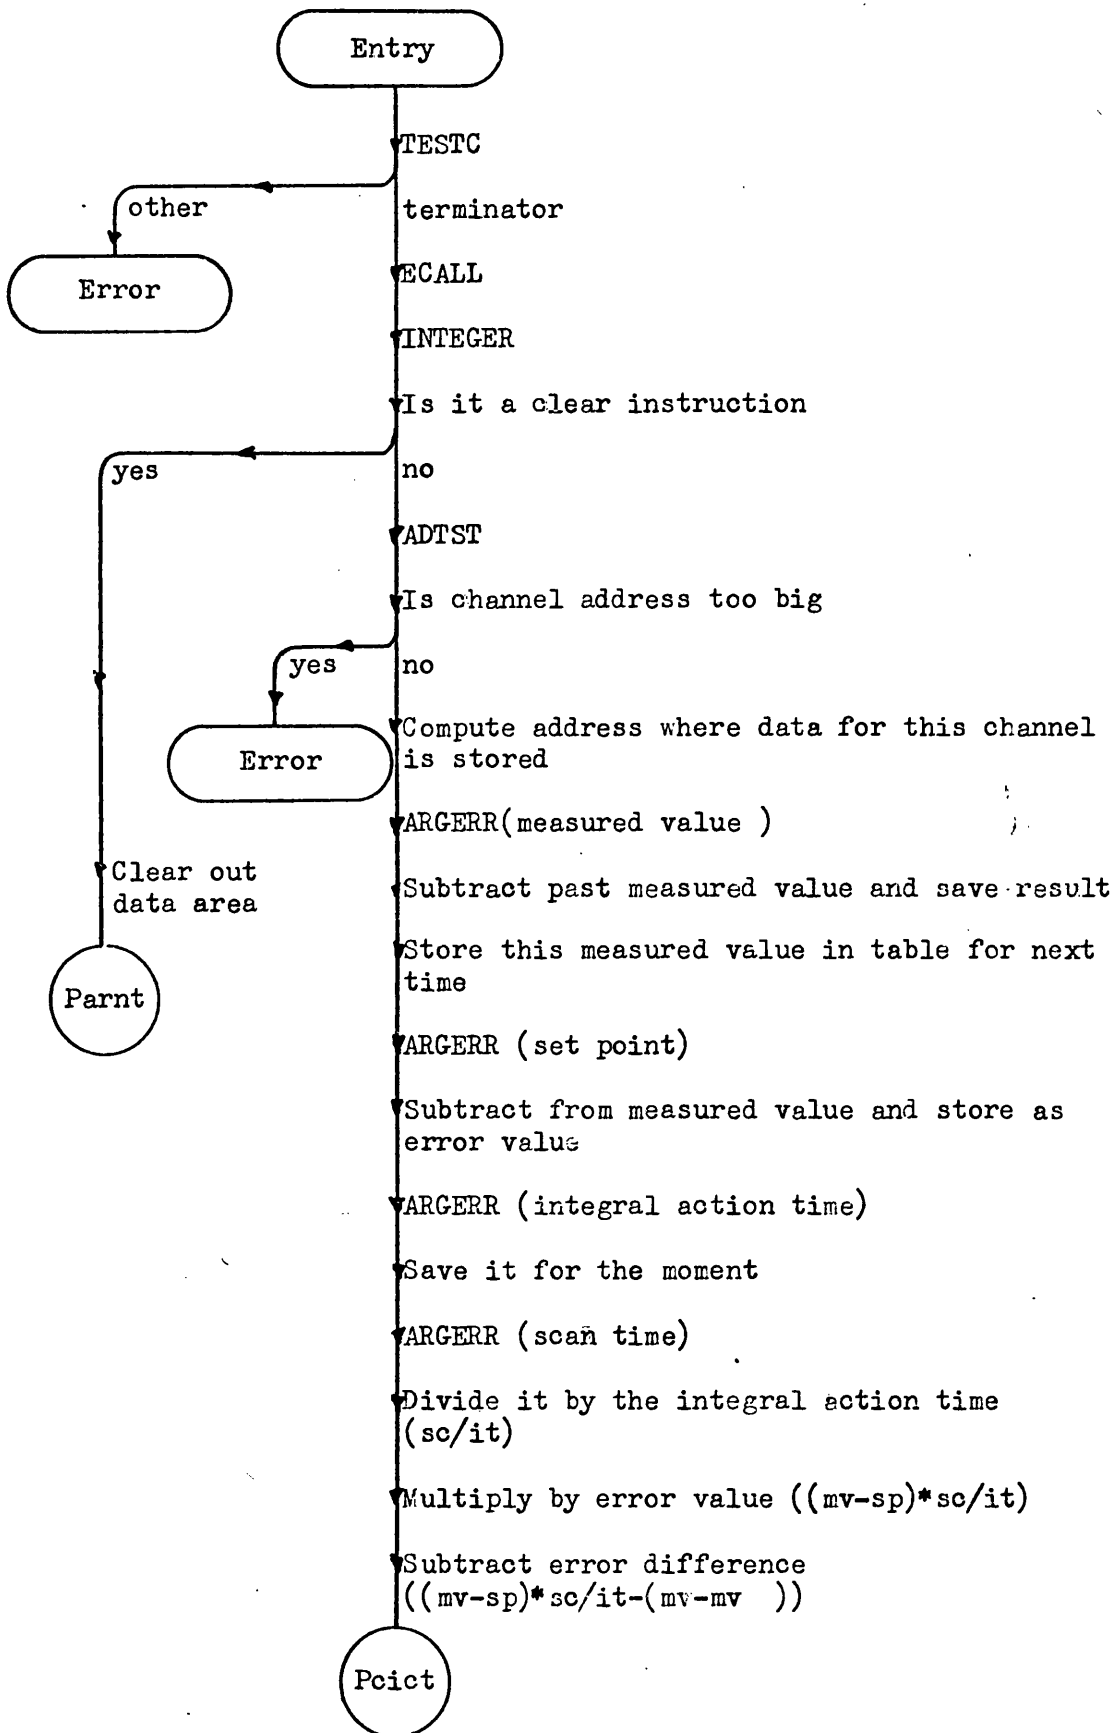 Entry
TESTC
other
terminator
Error
ECALL
INTEGER
Is it a clear instruction
yes
no
ADTST
Is channel address too big
yes
no
Error
Compute address where data for this channel
is stored
ARGERR(measured value )
Clear out
data area
Subtract past measured value and save result
Parnt
Store this measured value in table for next
time
ARGERR (set point)
Subtract from measured value and store as
error value
ARGERR (integral action time)
Save it for the moment
ARGERR (scan time)
Divide it by the integral action time
(sc/it)
Multiply by error value ((mv-sp)*sc/it)
Subtract error difference
((mv-sp)*sc/it-(mv-mv ))
Pcict